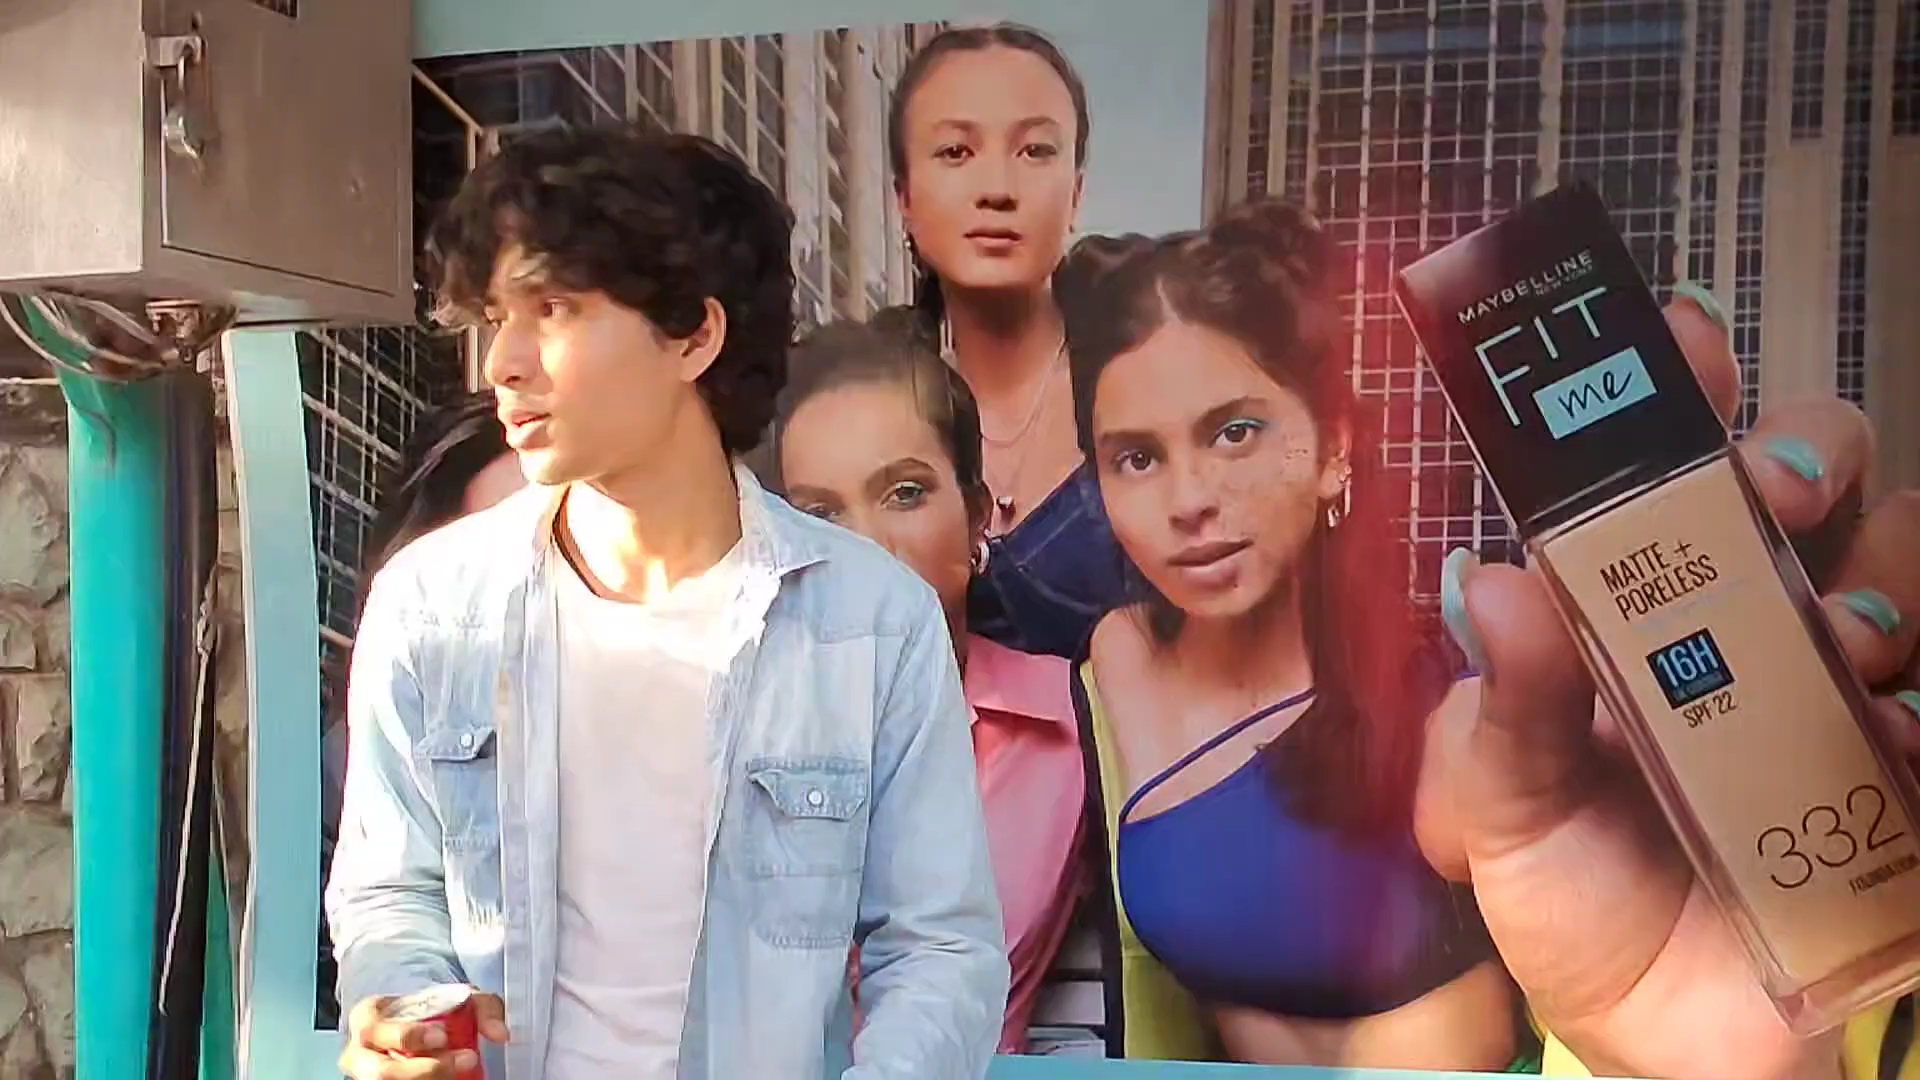 MAYBELLINE
NEW YORK
FIT
me
MATTE +
PORELESS
16H
SPF 22
332
FOUNDATION